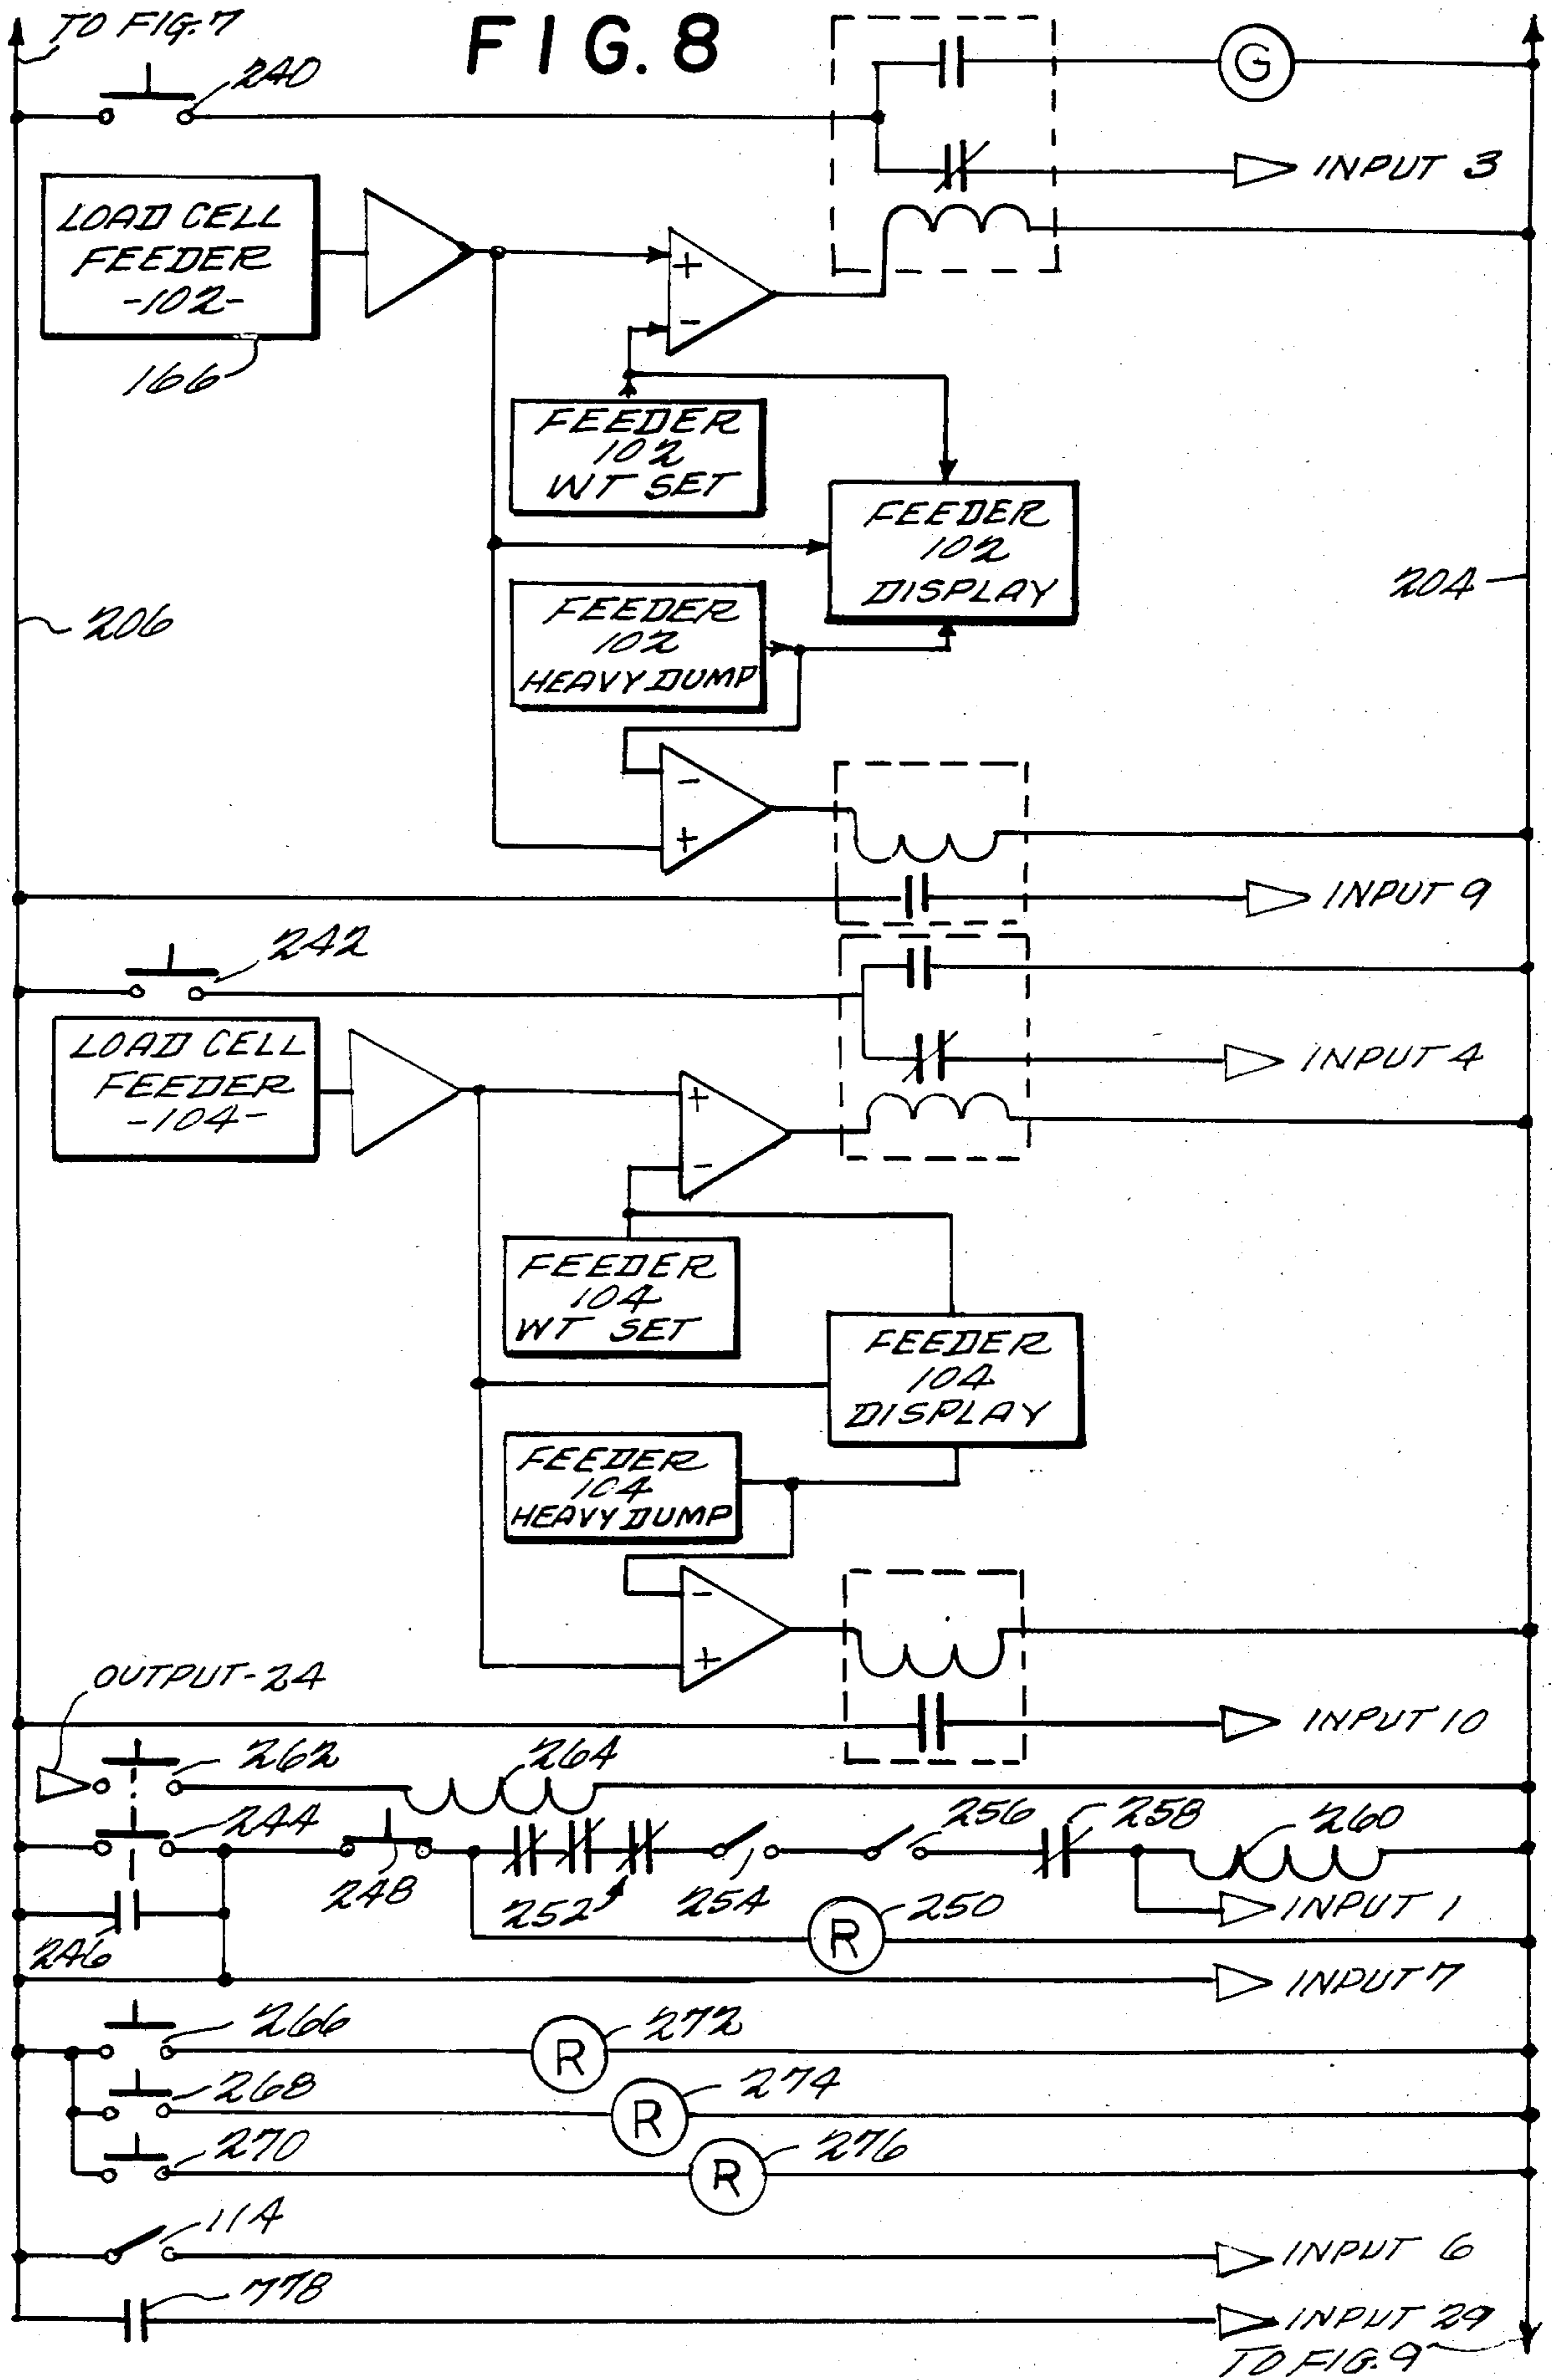 TO FIG. 7
FIG. 8
240
G
INPUT 3
LOAD CELL
FEEDER
-102-
166
+
-
FEEDER
102
WT SET
FEEDER
102
DISPLAY
204
206
FEEDER
102
HEAVY DUMP
-
+
INPUT 9
242
INPUT 4
LOAD CELL
FEEDER
-104-
+
-
FEEDER
104
WT SET
FEEDER
104
DISPLAY
FEEDER
104
HEAVY DUMP
-
+
OUTPUT-24
INPUT 10
262
264
244
256
258
260
248
252
254
250
INPUT 1
R
246
INPUT 7
266
272
R
268
274
R
270
276
R
114
INPUT 6
778
INPUT 29
TO FIG. 9